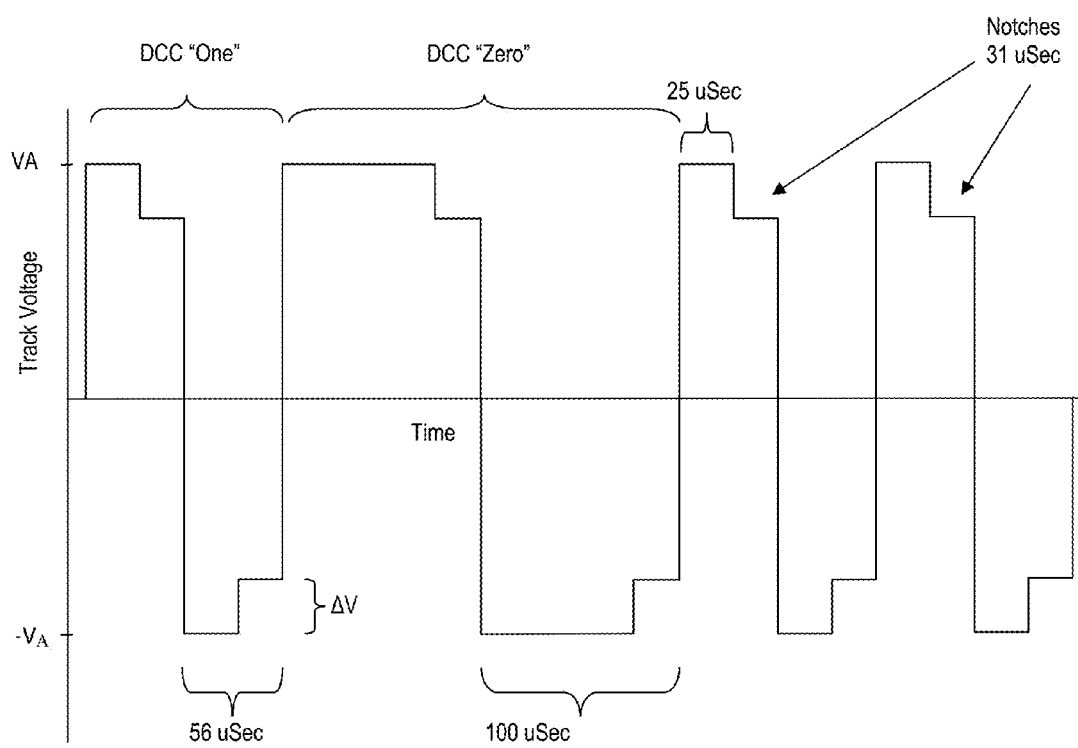 Notches
31 uSec
DCC “One”
DCC “Zero”
25 uSec
VA
Track Voltage
Time
ΔV
-VA
56 uSec
100 uSec